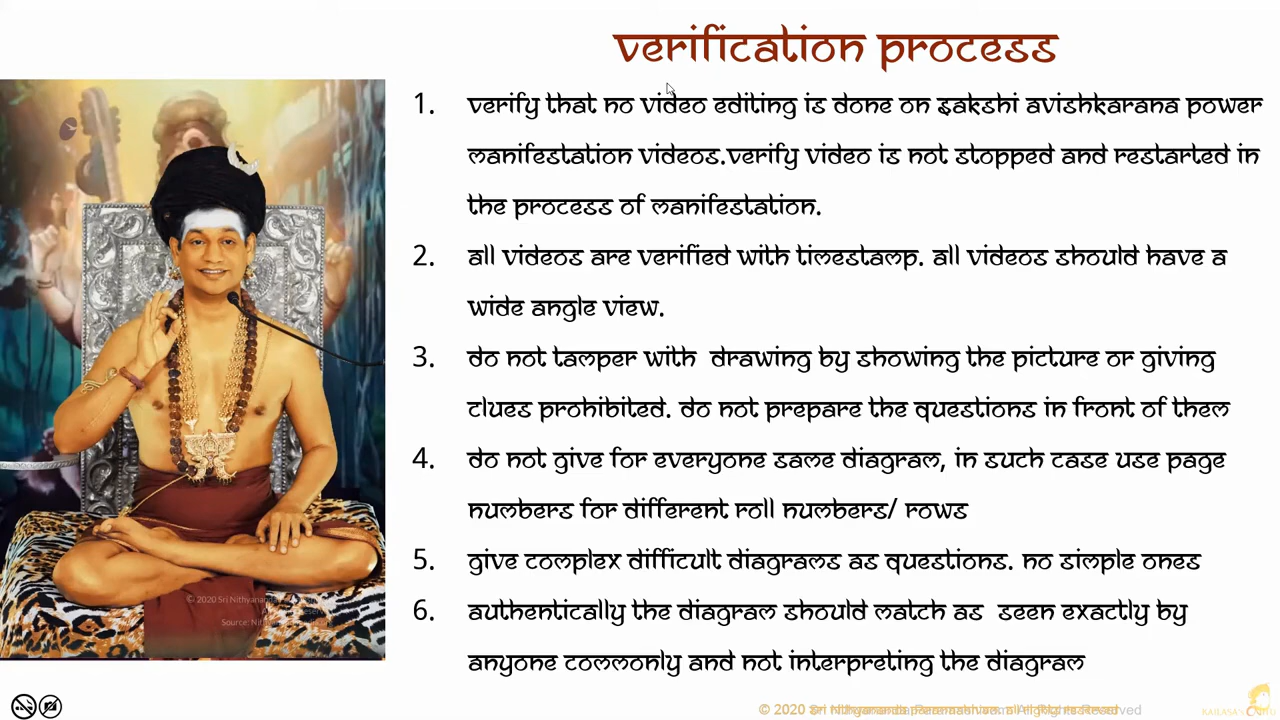 verification process
1. verify that no video editing is done on sakshi avishkarana power
manifestation videos.verify video is not stopped and restarted in
the process of manifestation.
2. all videos are verified with timestamp. all videos should have a
wide angle view.
3. do not tamper with drawing by showing the picture or giving
clues prohibited. do not prepare the questions in front of them
4. do not give for everyone same diagram, in such case use page
numbers for different roll numbers/ rows
5. give complex difficult diagrams as questions. no simple ones
6. authentically the diagram should match as seen exactly by
anyone commonly and not interpreting the diagram
© 2020 Sri Nithyananda
Source:
© 2020